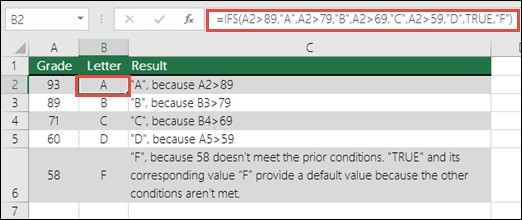 B2 =IFS(A2>89,"A",A2>79,"B",A2>69,"C",A2>59,"D",TRUE,"F")
A B C
1 Grade Letter Result
2 93 A "A", because A2>89
3 89 B "B", because B3>79
4 71 C "C", because B4>69
5 60 D "D", because A5>59
"F", because 58 doesn't meet the prior conditions. "TRUE" and its
corresponding value "F" provide a default value because the other
6 58 F conditions aren't met.